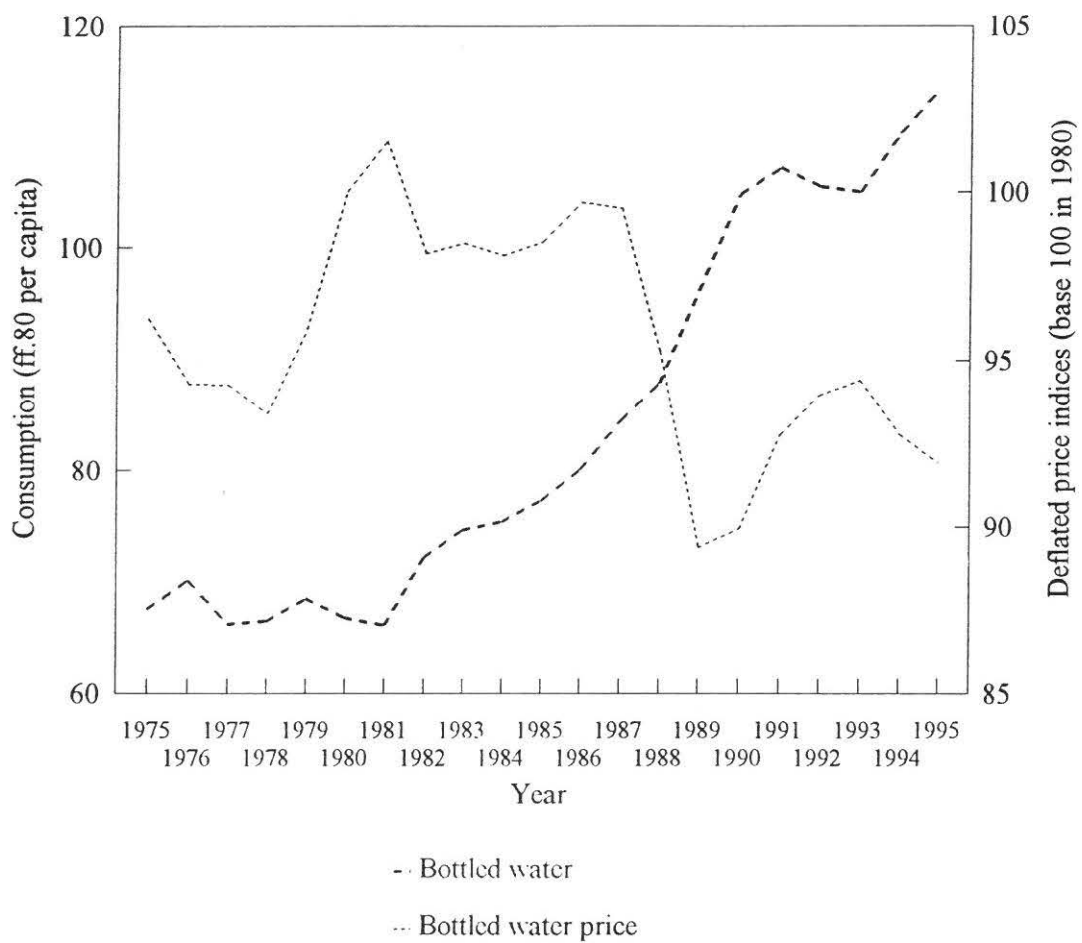 120
100
80
60
Consumption (ff.80 per capita)
105
100
95
90
85
Deflated price indices (base 100 in 1980)
1975 1977 1979 1981 1983 1985 1987 1989 1991 1993 1995
1976 1978 1980 1982 1984 1986 1988 1990 1992 1994
Year
Bottled water
Bottled water price